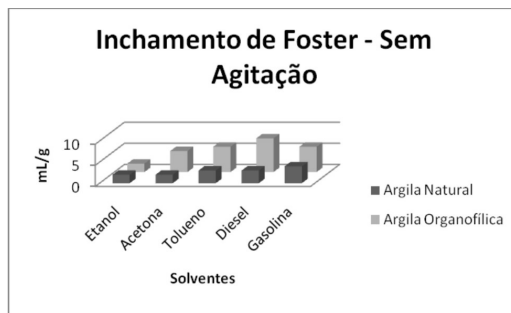 Inchamento de Foster - Sem
Agitação
mL/g
10
5
0
Etanol
Acetona
Tolueno
Diesel
Gasolina
Solventes
Argila Natural
Argila Organofílica